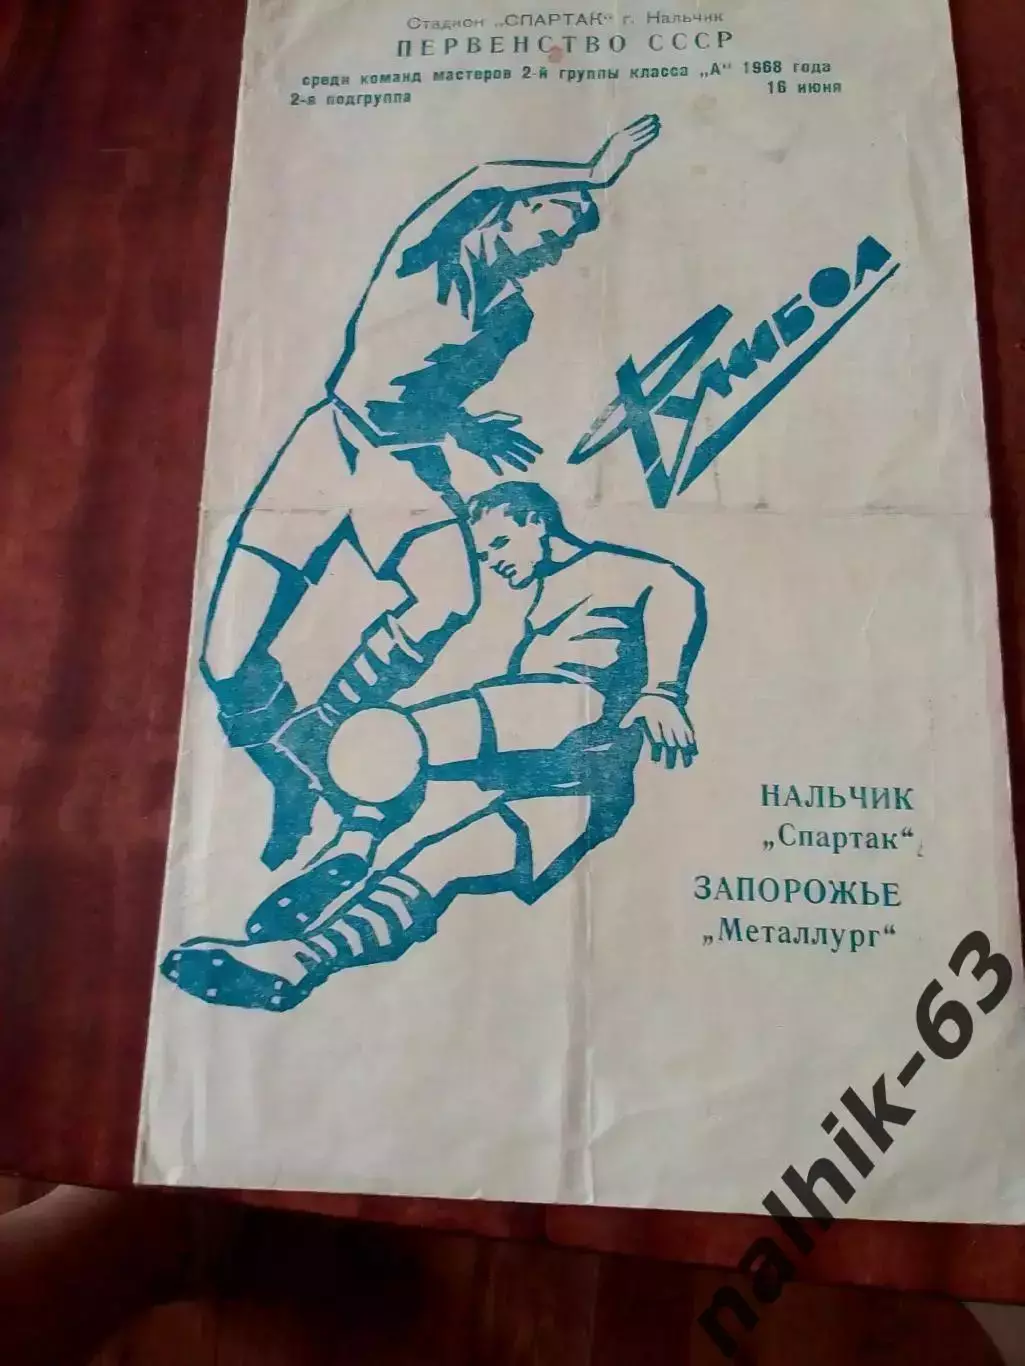 Стадион „СПАРТАК“ г. Нальчик
ПЕРВЕНСТВО СССР
среди команд мастеров 2-й группы класса „А“ 1968 года
2-я подгруппа 16 июня
Футбол
НАЛЬЧИК
„Спартак“
ЗАПОРОЖЬЕ
„Металлург“
nalhik-63